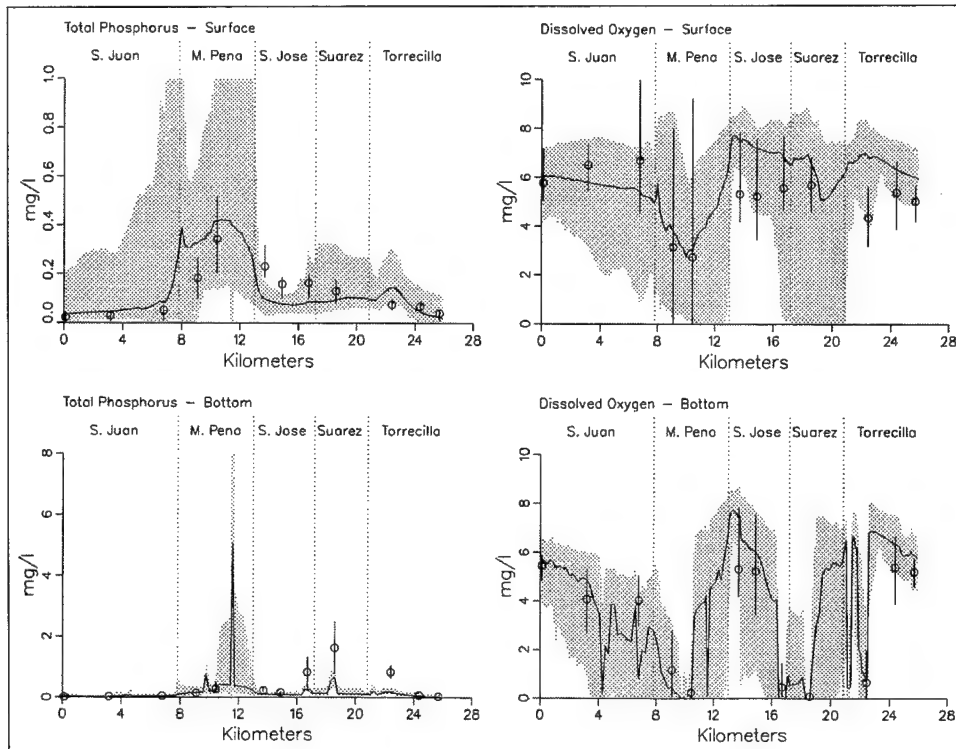 Total Phosphorus – Surface
S. Juan M. Pena S. Jose Suarez Torrecilla
1.0
0.8
0.6
0.4
0.2
0.0
mg/l
0 4 8 12 16 20 24 28
Kilometers
Dissolved Oxygen – Surface
S. Juan M. Pena S. Jose Suarez Torrecilla
10
8
6
4
2
0
mg/l
0 4 8 12 16 20 24 28
Kilometers
Total Phosphorus – Bottom
S. Juan M. Pena S. Jose Suarez Torrecilla
8
6
4
2
0
mg/l
0 4 8 12 16 20 24 28
Kilometers
Dissolved Oxygen – Bottom
S. Juan M. Pena S. Jose Suarez Torrecilla
10
8
6
4
2
0
mg/l
0 4 8 12 16 20 24 28
Kilometers